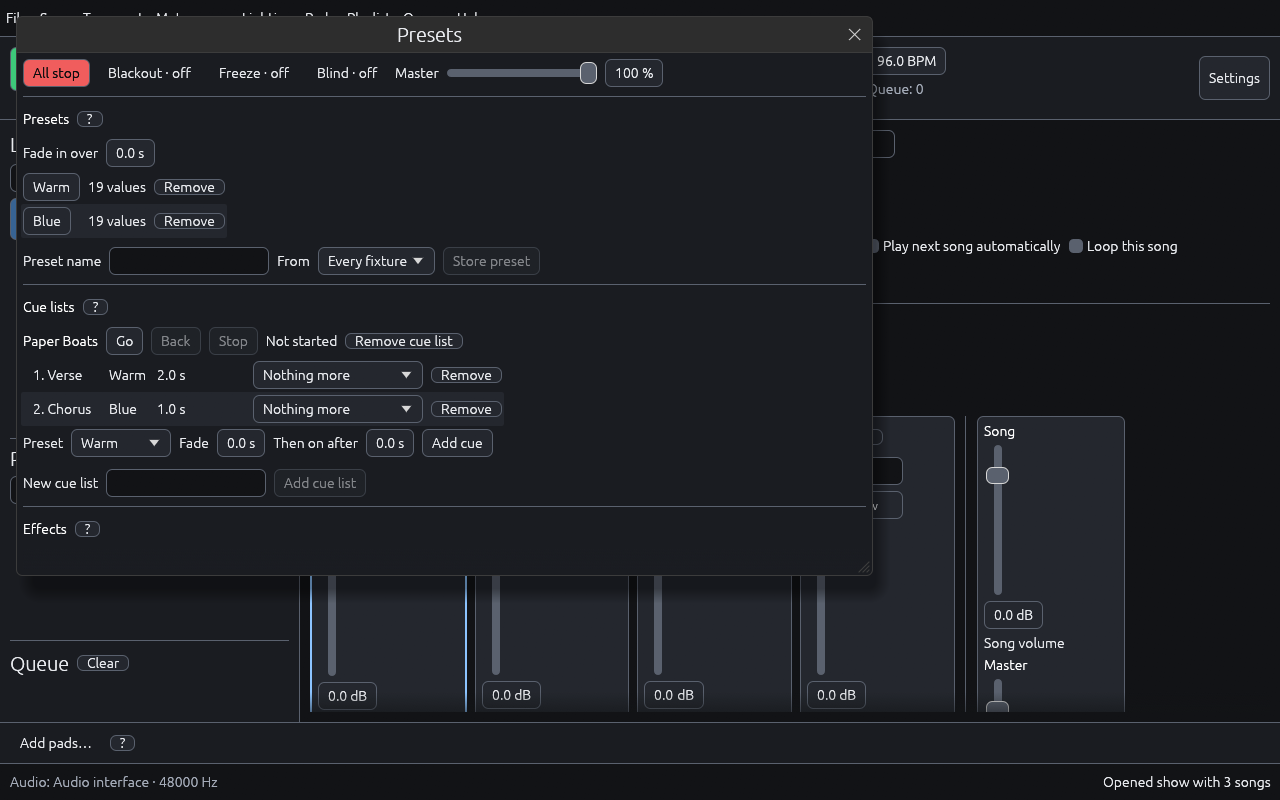 Presets
All stop Blackout · off Freeze · off Blind · off Master 100 %
96.0 BPM
Queue: 0
Settings
Presets ?
Fade in over 0.0 s
Warm 19 values Remove
Blue 19 values Remove
Play next song automatically Loop this song
Preset name From Every fixture Store preset
Cue lists ?
Paper Boats Go Back Stop Not started Remove cue list
1. Verse Warm 2.0 s Nothing more Remove
2. Chorus Blue 1.0 s Nothing more Remove
Preset Warm Fade 0.0 s Then on after 0.0 s Add cue
New cue list Add cue list
Effects ?
Song
0.0 dB
Song volume
Master
Queue Clear
0.0 dB 0.0 dB 0.0 dB 0.0 dB
Add pads… ?
Audio: Audio interface · 48000 Hz
Opened show with 3 songs